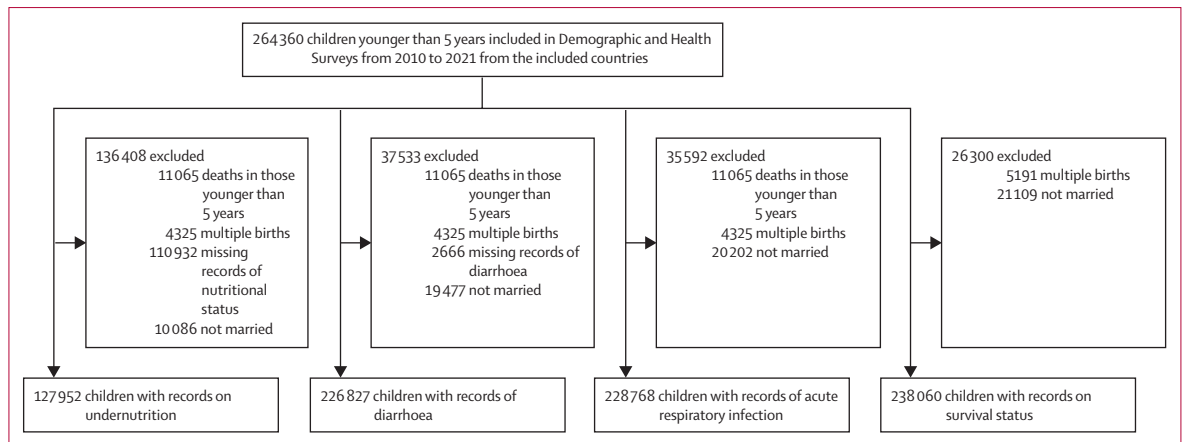 264 360 children younger than 5 years included in Demographic and Health
Surveys from 2010 to 2021 from the included countries
136 408 excluded
11 065 deaths in those
younger than
5 years
4325 multiple births
110 932 missing
records of
nutritional
status
10 086 not married
37 533 excluded
11 065 deaths in those
younger than
5 years
4325 multiple births
2666 missing records of
diarrhoea
19 477 not married
35 592 excluded
11 065 deaths in those
younger than
5 years
4325 multiple births
20 202 not married
26 300 excluded
5191 multiple births
21 109 not married
127 952 children with records on
undernutrition
226 827 children with records of
diarrhoea
228 768 children with records of acute
respiratory infection
238 060 children with records on
survival status